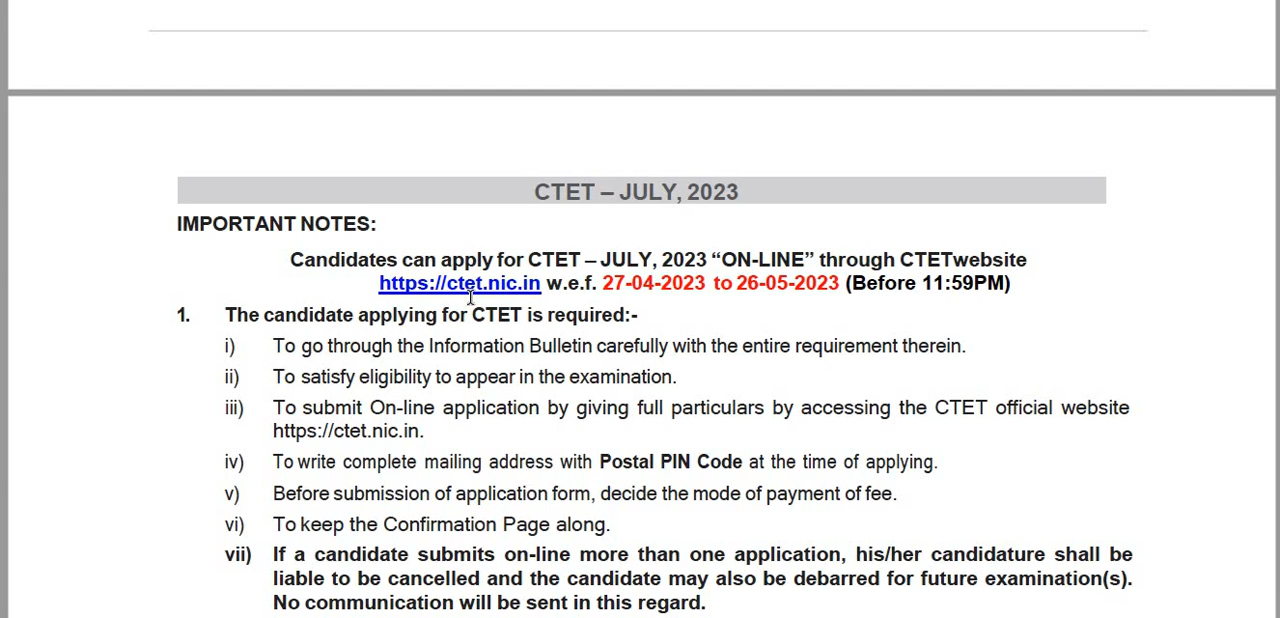 CTET – JULY, 2023
IMPORTANT NOTES:
Candidates can apply for CTET – JULY, 2023 “ON-LINE” through CTETwebsite
https://ctet.nic.in w.e.f. 27-04-2023 to 26-05-2023 (Before 11:59PM)
1. The candidate applying for CTET is required:-
i) To go through the Information Bulletin carefully with the entire requirement therein.
ii) To satisfy eligibility to appear in the examination.
iii) To submit On-line application by giving full particulars by accessing the CTET official website
https://ctet.nic.in.
iv) To write complete mailing address with Postal PIN Code at the time of applying.
v) Before submission of application form, decide the mode of payment of fee.
vi) To keep the Confirmation Page along.
vii) If a candidate submits on-line more than one application, his/her candidature shall be
liable to be cancelled and the candidate may also be debarred for future examination(s).
No communication will be sent in this regard.